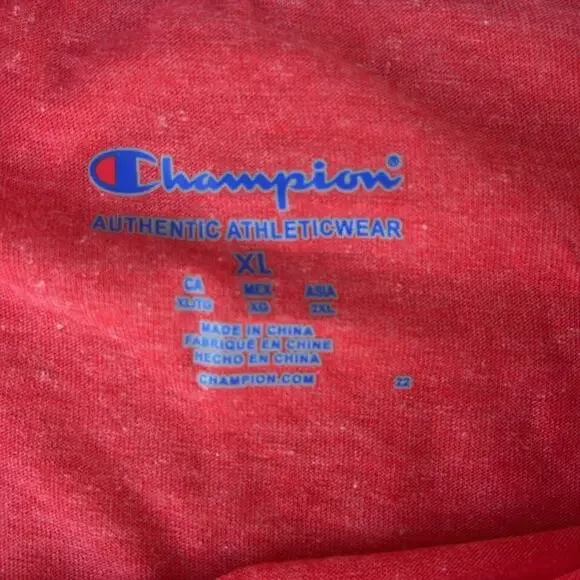 Champion®
AUTHENTIC ATHLETICWEAR
XL
CA MEX ASIA
XL/TG XG 2XL
MADE IN CHINA
FABRIQUÉ EN CHINE
HECHO EN CHINA
CHAMPION.COM 22